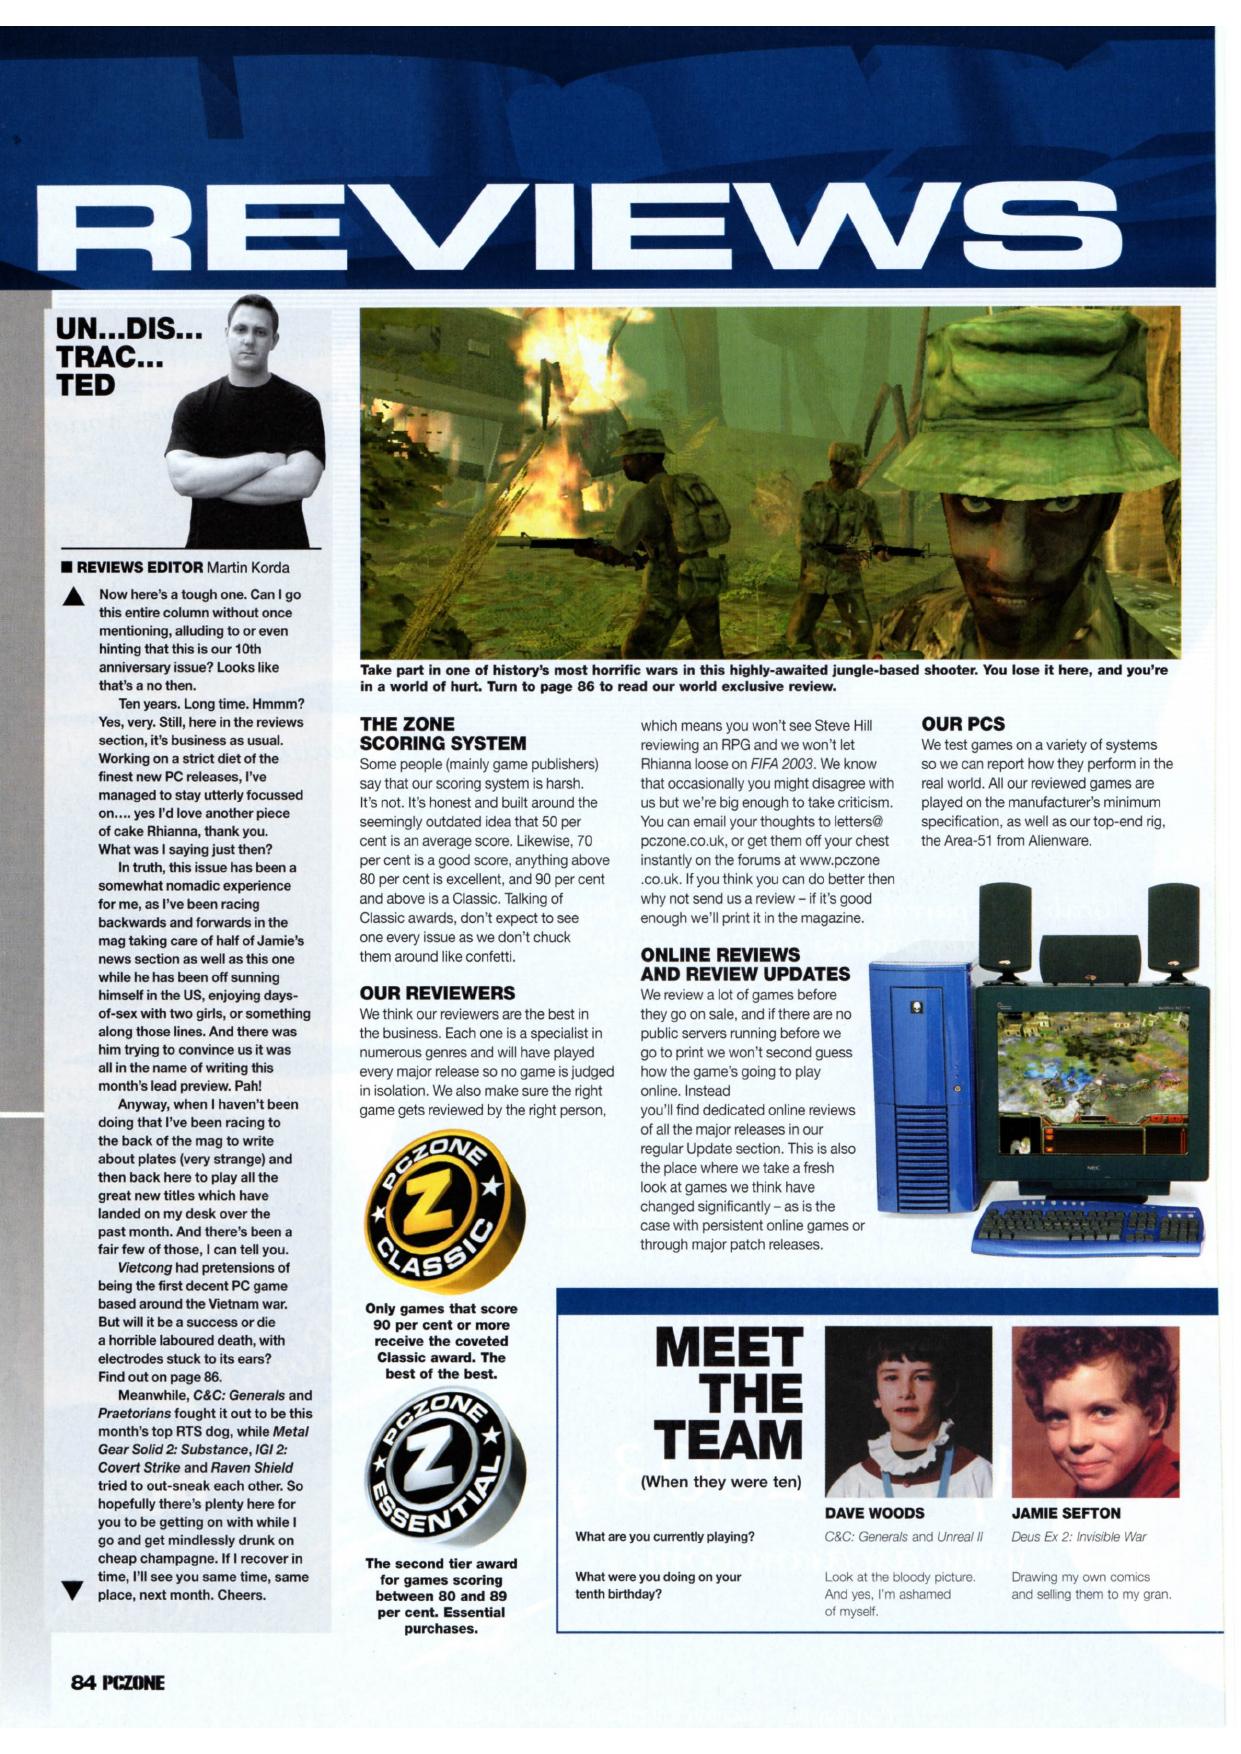 REVIEWS
UN...DIS...
TRAC...
TED
■ REVIEWS EDITOR Martin Korda
▲ Now here's a tough one. Can I go
this entire column without once
mentioning, alluding to or even
hinting that this is our 10th
anniversary issue? Looks like
that's a no then.
Ten years. Long time. Hmmm?
Yes, very. Still, here in the reviews
section, it's business as usual.
Working on a strict diet of the
finest new PC releases, I've
managed to stay utterly focussed
on.... yes I'd love another piece
of cake Rhianna, thank you.
What was I saying just then?
In truth, this issue has been a
somewhat nomadic experience
for me, as I've been racing
backwards and forwards in the
mag taking care of half of Jamie's
news section as well as this one
while he has been off sunning
himself in the US, enjoying days-
of-sex with two girls, or something
along those lines. And there was
him trying to convince us it was
all in the name of writing this
month's lead preview. Pah!
Anyway, when I haven't been
doing that I've been racing to
the back of the mag to write
about plates (very strange) and
then back here to play all the
great new titles which have
landed on my desk over the
past month. And there's been a
fair few of those, I can tell you.
Vietcong had pretensions of
being the first decent PC game
based around the Vietnam war.
But will it be a success or die
a horrible laboured death, with
electrodes stuck to its ears?
Find out on page 86.
Meanwhile, C&C: Generals and
Praetorians fought it out to be this
month's top RTS dog, while Metal
Gear Solid 2: Substance, IGI 2:
Covert Strike and Raven Shield
tried to out-sneak each other. So
hopefully there's plenty here for
you to be getting on with while I
go and get mindlessly drunk on
cheap champagne. If I recover in
time, I'll see you same time, same
▼ place, next month. Cheers.
Take part in one of history's most horrific wars in this highly-awaited jungle-based shooter. You lose it here, and you're
in a world of hurt. Turn to page 86 to read our world exclusive review.
THE ZONE
SCORING SYSTEM
Some people (mainly game publishers)
say that our scoring system is harsh.
It's not. It's honest and built around the
seemingly outdated idea that 50 per
cent is an average score. Likewise, 70
per cent is a good score, anything above
80 per cent is excellent, and 90 per cent
and above is a Classic. Talking of
Classic awards, don't expect to see
one every issue as we don't chuck
them around like confetti.
OUR REVIEWERS
We think our reviewers are the best in
the business. Each one is a specialist in
numerous genres and will have played
every major release so no game is judged
in isolation. We also make sure the right
game gets reviewed by the right person,
PCZONE
Z
CLASSIC
Only games that score
90 per cent or more
receive the coveted
Classic award. The
best of the best.
PCZONE
Z
ESSENTIAL
The second tier award
for games scoring
between 80 and 89
per cent. Essential
purchases.
which means you won't see Steve Hill
reviewing an RPG and we won't let
Rhianna loose on FIFA 2003. We know
that occasionally you might disagree with
us but we're big enough to take criticism.
You can email your thoughts to letters@
pczone.co.uk, or get them off your chest
instantly on the forums at www.pczone
.co.uk. If you think you can do better then
why not send us a review – if it's good
enough we'll print it in the magazine.
ONLINE REVIEWS
AND REVIEW UPDATES
We review a lot of games before
they go on sale, and if there are no
public servers running before we
go to print we won't second guess
how the game's going to play
online. Instead
you'll find dedicated online reviews
of all the major releases in our
regular Update section. This is also
the place where we take a fresh
look at games we think have
changed significantly – as is the
case with persistent online games or
through major patch releases.
OUR PCS
We test games on a variety of systems
so we can report how they perform in the
real world. All our reviewed games are
played on the manufacturer's minimum
specification, as well as our top-end rig,
the Area-51 from Alienware.
NEC
MEET
THE
TEAM
(When they were ten)
DAVE WOODS
JAMIE SEFTON
What are you currently playing?
C&C: Generals and Unreal II
Deus Ex 2: Invisible War
What were you doing on your
tenth birthday?
Look at the bloody picture.
And yes, I'm ashamed
of myself.
Drawing my own comics
and selling them to my gran.
84 PCZONE